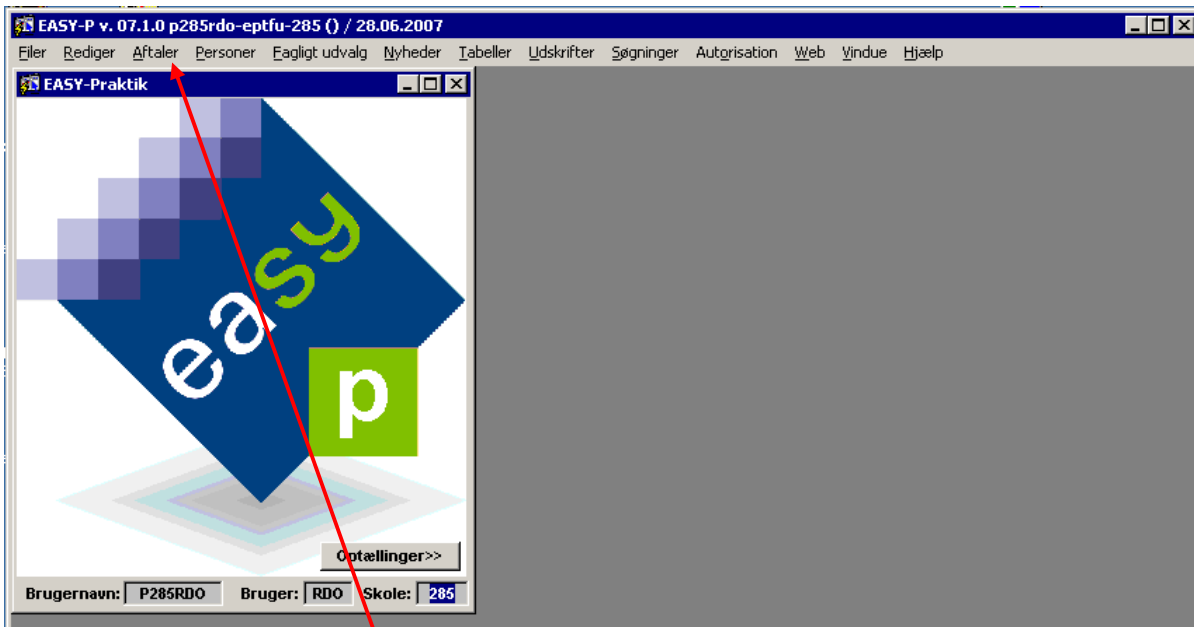 EASY-P v. 07.1.0 p285rdo-eptfu-285 () / 28.06.2007
Filer Rediger Aftaler Personer Fagligt udvalg Nyheder Tabeller Udskrifter Søgninger Autorisation Web Vindue Hjælp
EASY-Praktik
easy
p
Optællinger>>
Brugernavn: P285RDO Bruger: RDO Skole: 285